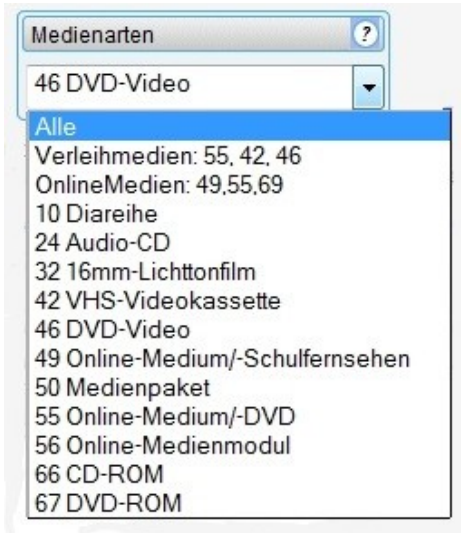 Medienarten ?
46 DVD-Video
Alle
Verleihmedien: 55, 42, 46
OnlineMedien: 49,55,69
10 Diareihe
24 Audio-CD
32 16mm-Lichttonfilm
42 VHS-Videokassette
46 DVD-Video
49 Online-Medium/-Schulfernsehen
50 Medienpaket
55 Online-Medium/-DVD
56 Online-Medienmodul
66 CD-ROM
67 DVD-ROM